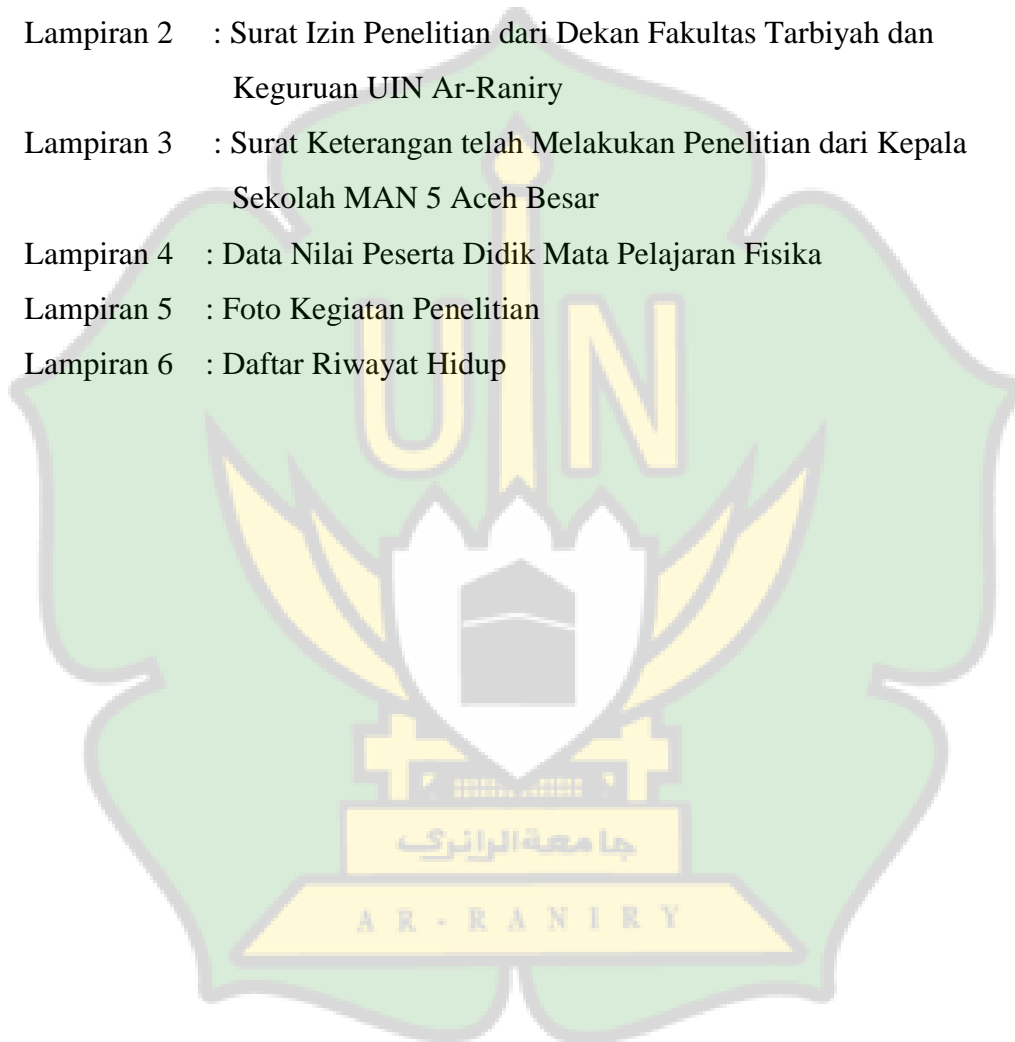 Lampiran 2 : Surat Izin Penelitian dari Dekan Fakultas Tarbiyah dan
Keguruan UIN Ar-Raniry
Lampiran 3 : Surat Keterangan telah Melakukan Penelitian dari Kepala
Sekolah MAN 5 Aceh Besar
Lampiran 4 : Data Nilai Peserta Didik Mata Pelajaran Fisika
Lampiran 5 : Foto Kegiatan Penelitian
Lampiran 6 : Daftar Riwayat Hidup
UIN
جامعة الرانرك
AR-RANIRY